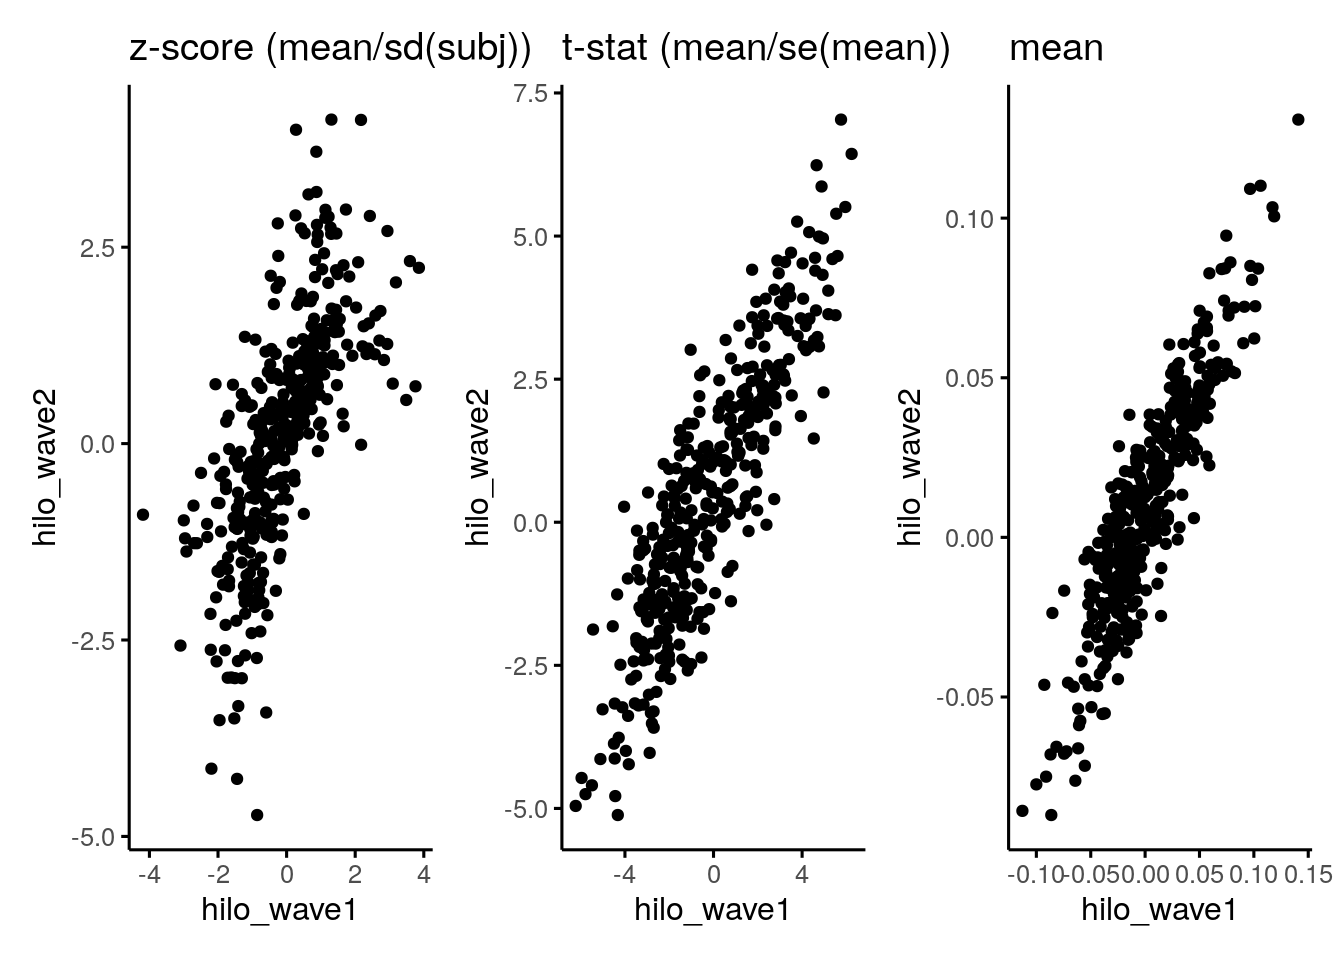 z-score (mean/sd(subj))
2.5
0.0
-2.5
-5.0
hilo_wave2
-4 -2 0 2 4
hilo_wave1
t-stat (mean/se(mean))
7.5
5.0
2.5
0.0
-2.5
-5.0
hilo_wave2
-4 0 4
hilo_wave1
mean
0.10
0.05
0.00
-0.05
hilo_wave2
-0.10 -0.05 0.00 0.05 0.10 0.15
hilo_wave1